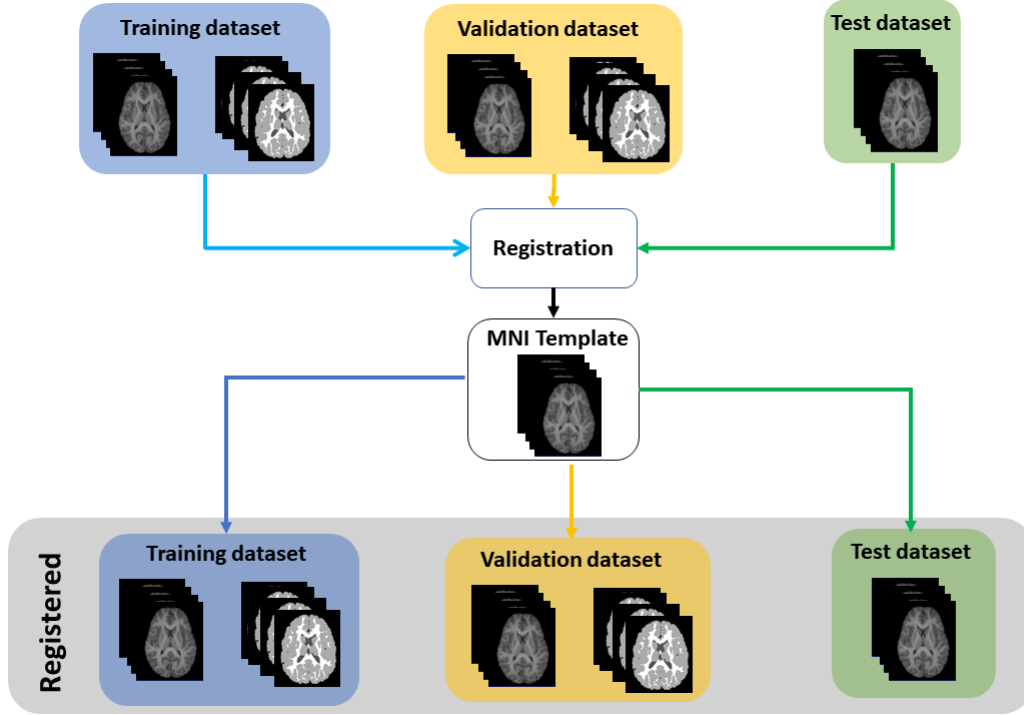 Training dataset
Validation dataset
Test dataset
Registration
MNI Template
Registered
Training dataset
Validation dataset
Test dataset